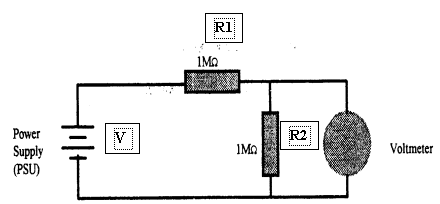 R1
1MΩ
Power
Supply
(PSU)
V
1MΩ
R2
Voltmeter